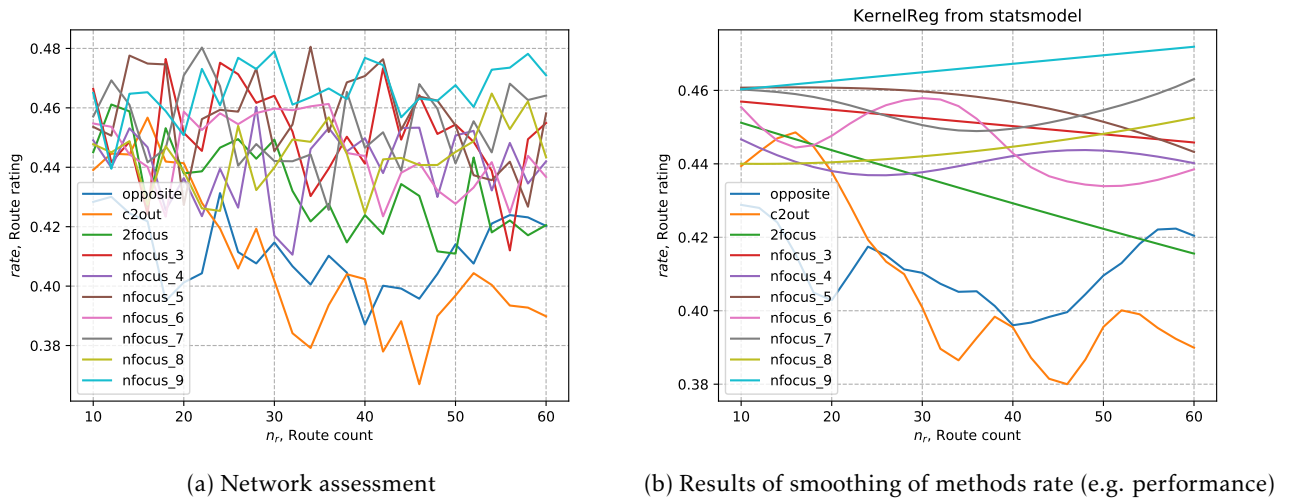 0.48
0.46
0.44
0.42
0.40
0.38
rate, Route rating
opposite
c2out
2focus
nfocus_3
nfocus_4
nfocus_5
nfocus_6
nfocus_7
nfocus_8
nfocus_9
10 20 30 40 50 60
n_r, Route count
(a) Network assessment
KernelReg from statsmodel
0.46
0.44
0.42
0.40
0.38
rate, Route rating
opposite
c2out
2focus
nfocus_3
nfocus_4
nfocus_5
nfocus_6
nfocus_7
nfocus_8
nfocus_9
10 20 30 40 50 60
n_r, Route count
(b) Results of smoothing of methods rate (e.g. performance)